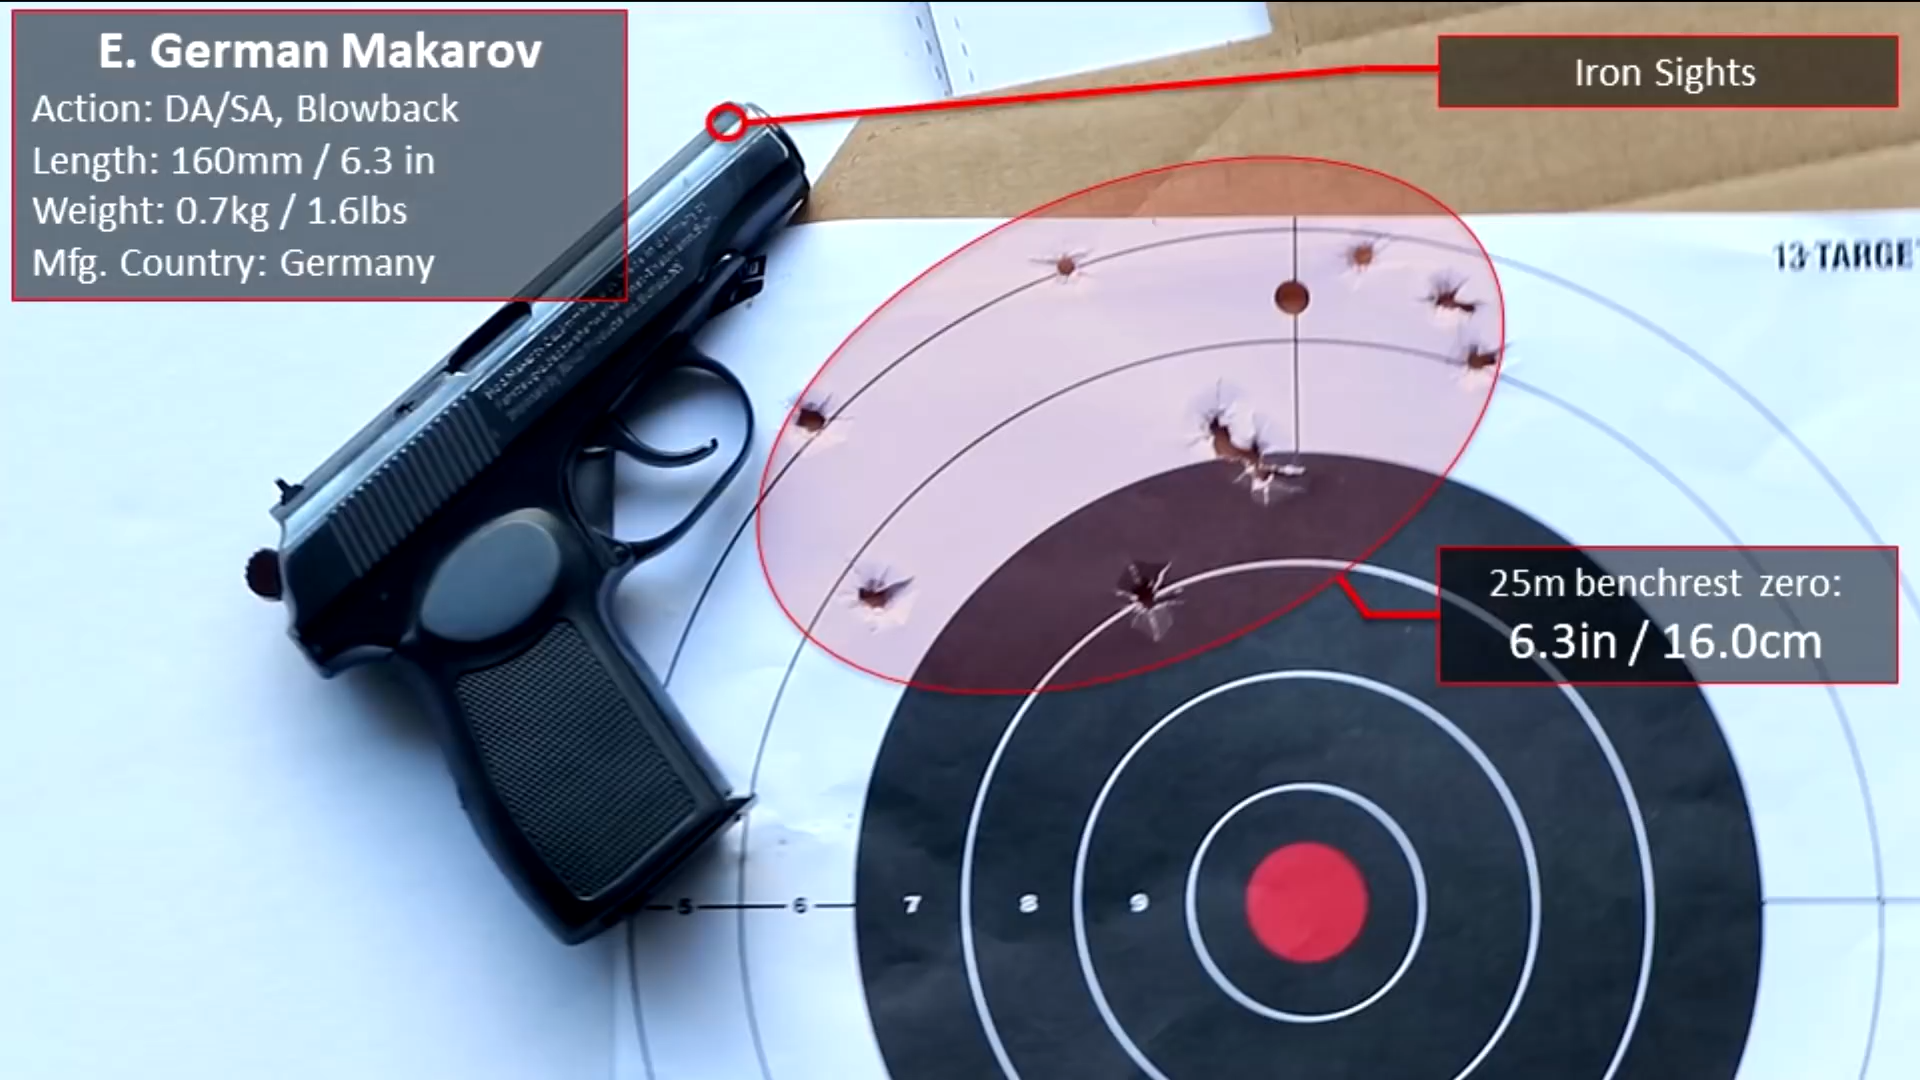 E. German Makarov
Action: DA/SA, Blowback
Length: 160mm / 6.3 in
Weight: 0.7kg / 1.6lbs
Mfg. Country: Germany
Iron Sights
13 TARGET
25m benchrest zero:
6.3in / 16.0cm
5 6 7 8 9